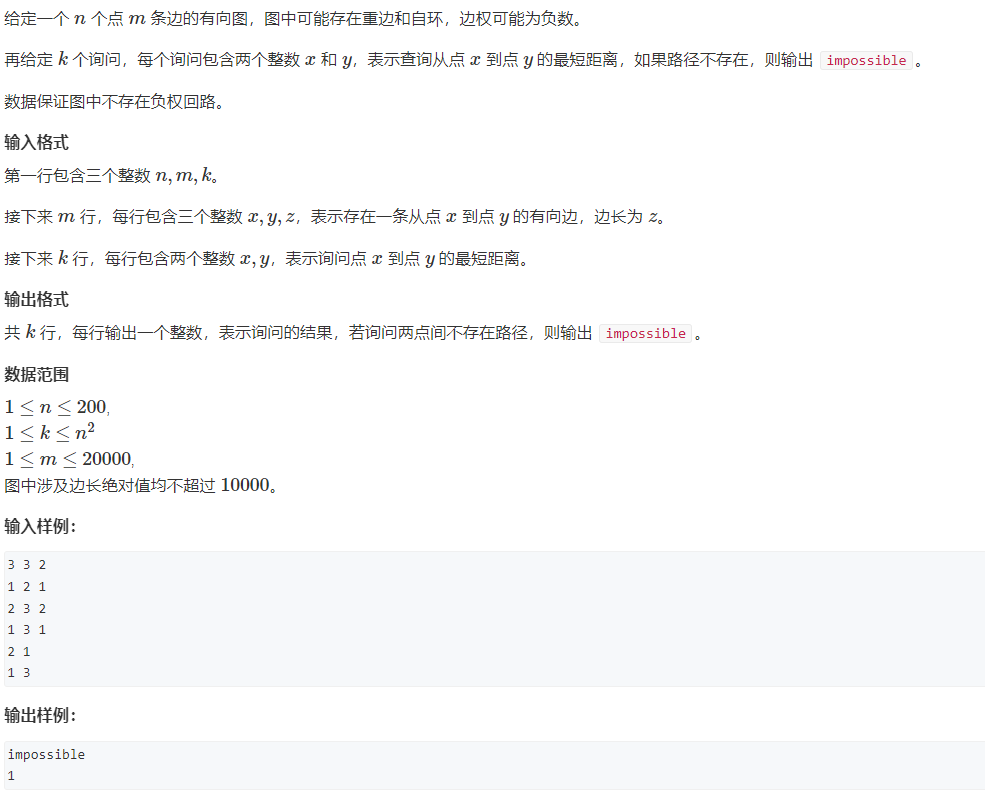 给定一个 n 个点 m 条边的有向图，图中可能存在重边和自环，边权可能为负数。
再给定 k 个询问，每个询问包含两个整数 x 和 y，表示查询从点 x 到点 y 的最短距离，如果路径不存在，则输出 impossible 。
数据保证图中不存在负权回路。
输入格式
第一行包含三个整数 n, m, k。
接下来 m 行，每行包含三个整数 x, y, z，表示存在一条从点 x 到点 y 的有向边，边长为 z。
接下来 k 行，每行包含两个整数 x, y，表示询问点 x 到点 y 的最短距离。
输出格式
共 k 行，每行输出一个整数，表示询问的结果，若询问两点间不存在路径，则输出 impossible 。
数据范围
1 ≤ n ≤ 200,
1 ≤ k ≤ n²
1 ≤ m ≤ 20000,
图中涉及边长绝对值均不超过 10000。
输入样例：
3 3 2
1 2 1
2 3 2
1 3 1
2 1
1 3
输出样例：
impossible
1